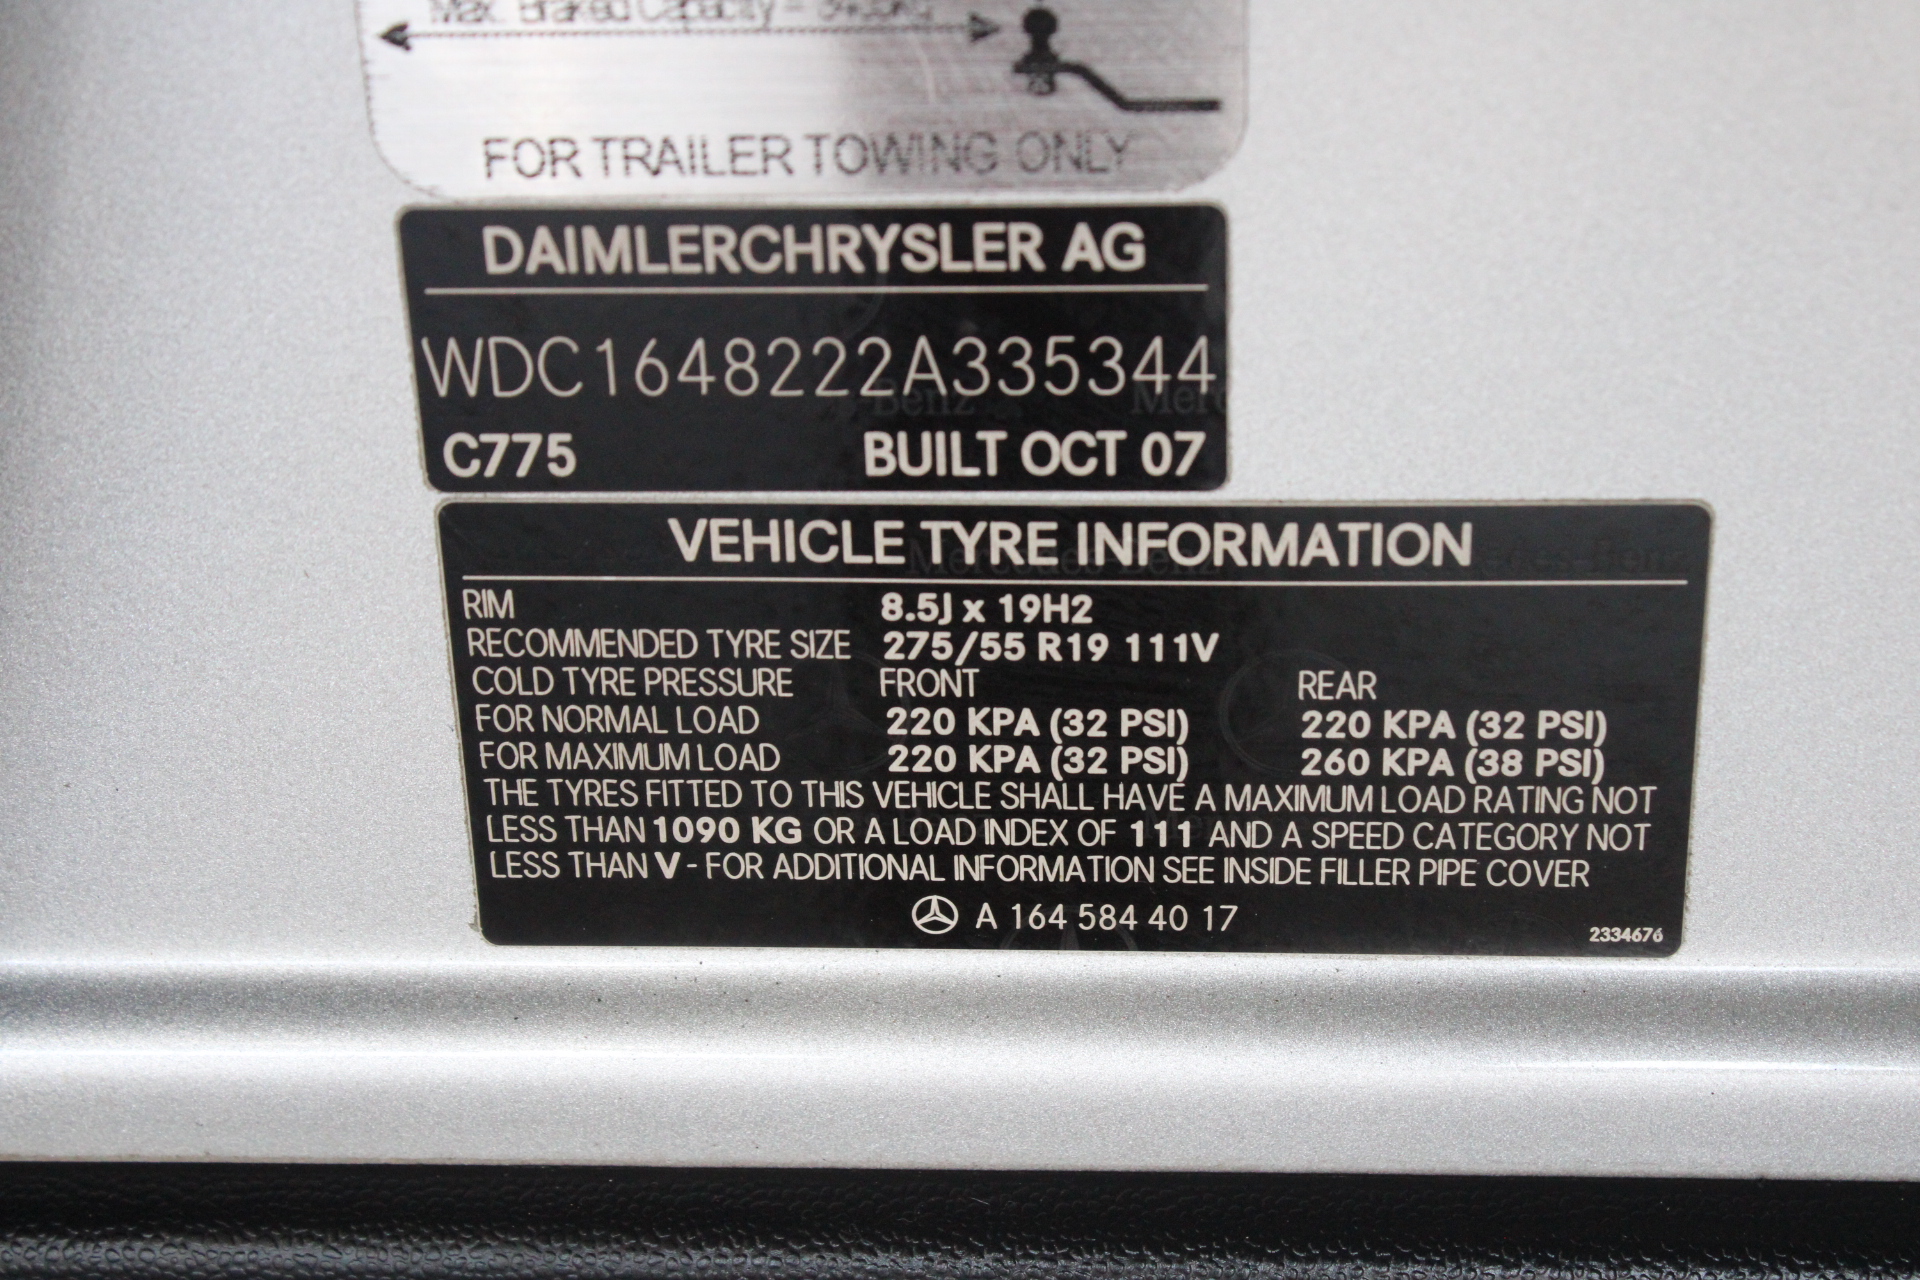 Max. Braked Capacity -
FOR TRAILER TOWING ONLY
DAIMLERCHRYSLER AG
WDC1648222A335344
C775 BUILT OCT 07
VEHICLE TYRE INFORMATION
RIM 8.5J x 19H2
RECOMMENDED TYRE SIZE 275/55 R19 111V
COLD TYRE PRESSURE FRONT REAR
FOR NORMAL LOAD 220 KPA (32 PSI) 220 KPA (32 PSI)
FOR MAXIMUM LOAD 220 KPA (32 PSI) 260 KPA (38 PSI)
THE TYRES FITTED TO THIS VEHICLE SHALL HAVE A MAXIMUM LOAD RATING NOT
LESS THAN 1090 KG OR A LOAD INDEX OF 111 AND A SPEED CATEGORY NOT
LESS THAN V - FOR ADDITIONAL INFORMATION SEE INSIDE FILLER PIPE COVER
A 164 584 40 17
2334676